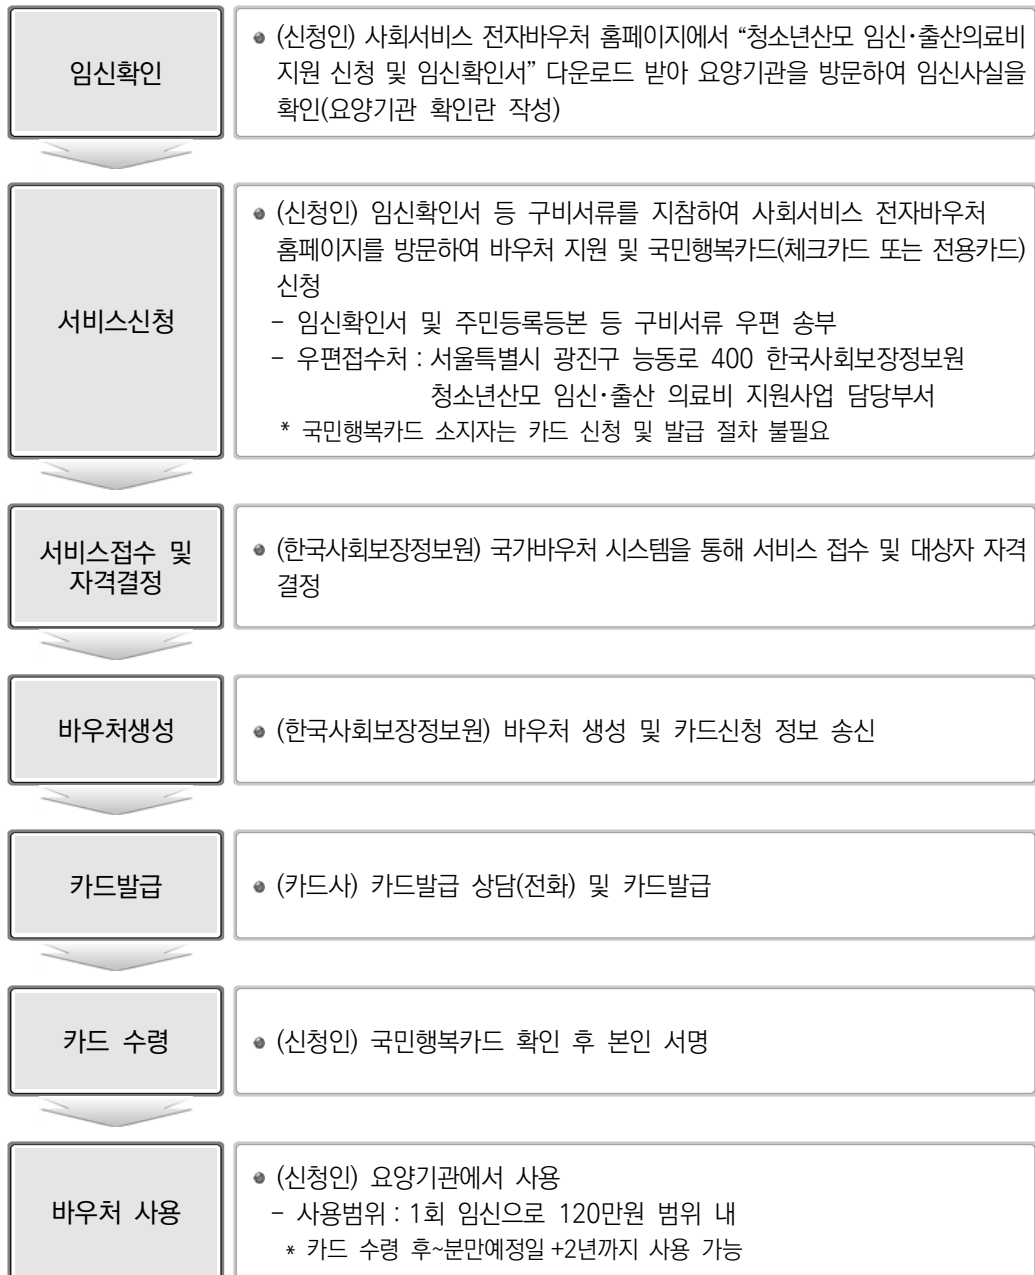 임신확인
● (신청인) 사회서비스 전자바우처 홈페이지에서 “청소년산모 임신･출산의료비
지원 신청 및 임신확인서” 다운로드 받아 요양기관을 방문하여 임신사실을
확인(요양기관 확인란 작성)
서비스신청
● (신청인) 임신확인서 등 구비서류를 지참하여 사회서비스 전자바우처
홈페이지를 방문하여 바우처 지원 및 국민행복카드(체크카드 또는 전용카드)
신청
- 임신확인서 및 주민등록등본 등 구비서류 우편 송부
- 우편접수처 : 서울특별시 광진구 능동로 400 한국사회보장정보원
청소년산모 임신･출산 의료비 지원사업 담당부서
* 국민행복카드 소지자는 카드 신청 및 발급 절차 불필요
서비스접수 및
자격결정
● (한국사회보장정보원) 국가바우처 시스템을 통해 서비스 접수 및 대상자 자격
결정
바우처생성
● (한국사회보장정보원) 바우처 생성 및 카드신청 정보 송신
카드발급
● (카드사) 카드발급 상담(전화) 및 카드발급
카드 수령
● (신청인) 국민행복카드 확인 후 본인 서명
바우처 사용
● (신청인) 요양기관에서 사용
- 사용범위 : 1회 임신으로 120만원 범위 내
* 카드 수령 후~분만예정일 +2년까지 사용 가능